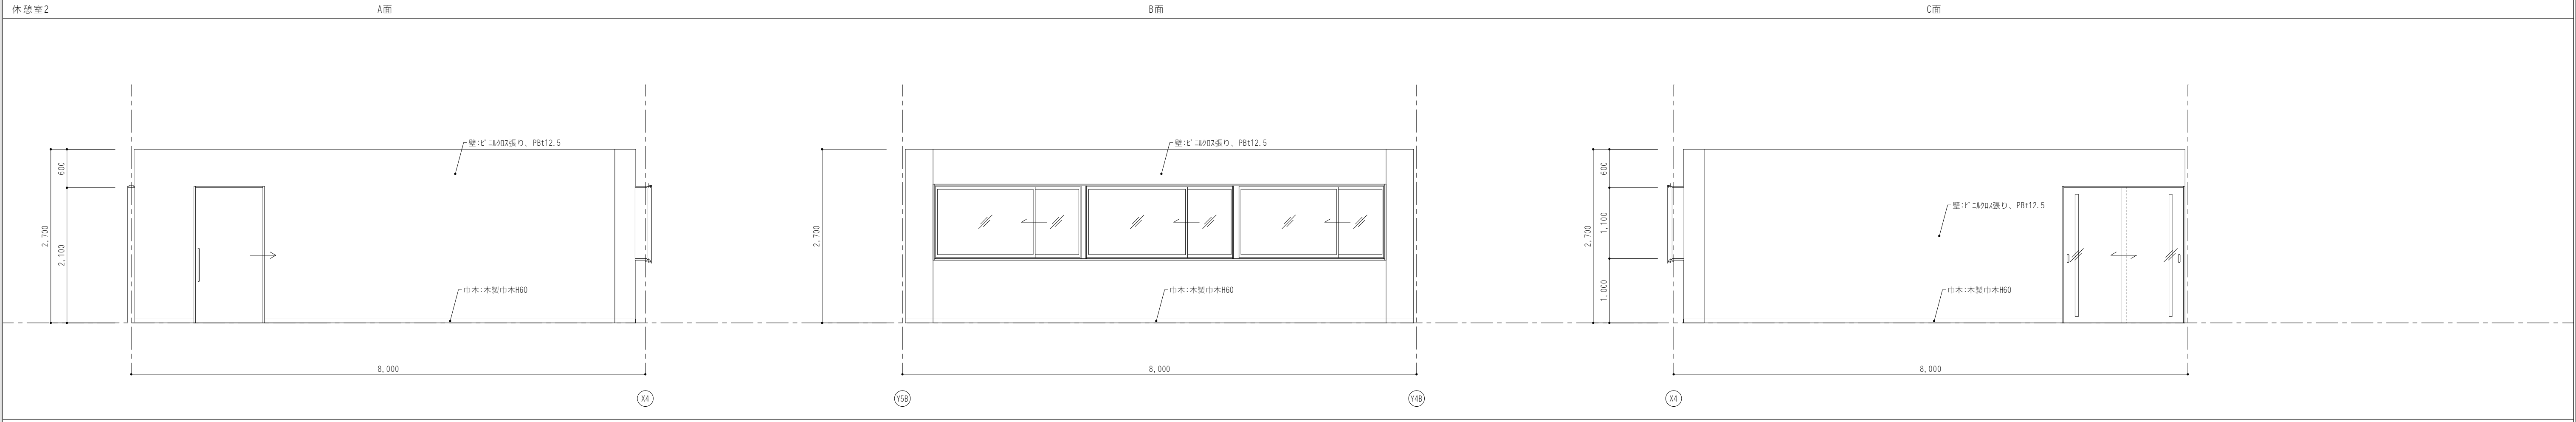 休憩室2
A面
B面
C面
壁:ビニルクロス張り、PBt12.5
600
2,700
2,100
巾木:木製巾木H60
8,000
X4
壁:ビニルクロス張り、PBt12.5
2,700
巾木:木製巾木H60
8,000
Y5B
Y4B
600
壁:ビニルクロス張り、PBt12.5
2,700
1,100
1,000
巾木:木製巾木H60
8,000
X4